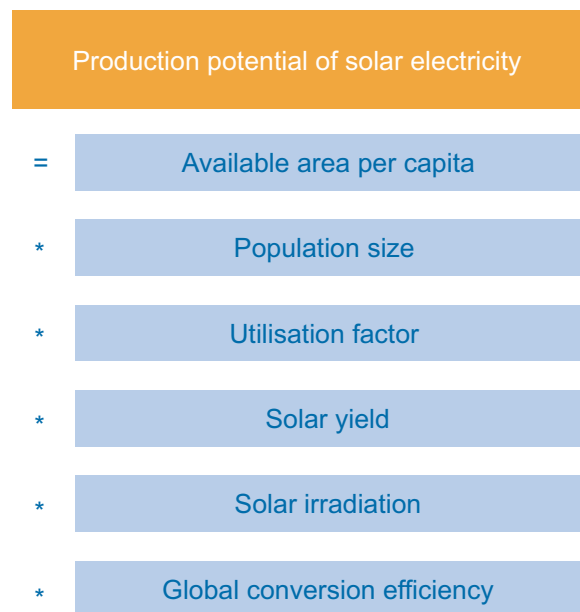 Production potential of solar electricity
= Available area per capita
* Population size
* Utilisation factor
* Solar yield
* Solar irradiation
* Global conversion efficiency